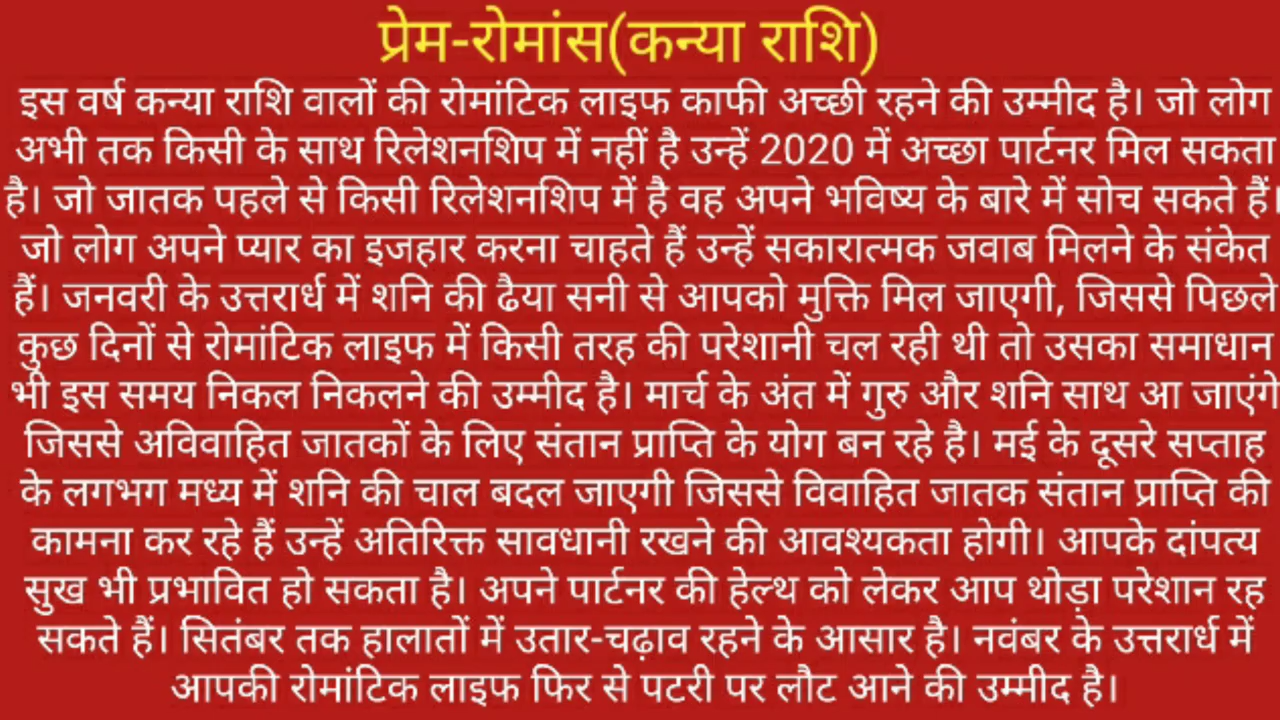 प्रेम-रोमांस(कन्या राशि)
इस वर्ष कन्या राशि वालों की रोमांटिक लाइफ काफी अच्छी रहने की उम्मीद है। जो लोग
अभी तक किसी के साथ रिलेशनशिप में नहीं है उन्हें 2020 में अच्छा पार्टनर मिल सकता
है। जो जातक पहले से किसी रिलेशनशिप में है वह अपने भविष्य के बारे में सोच सकते हैं।
जो लोग अपने प्यार का इजहार करना चाहते हैं उन्हें सकारात्मक जवाब मिलने के संकेत
हैं। जनवरी के उत्तरार्ध में शनि की ढैया सनी से आपको मुक्ति मिल जाएगी, जिससे पिछले
कुछ दिनों से रोमांटिक लाइफ में किसी तरह की परेशानी चल रही थी तो उसका समाधान
भी इस समय निकल निकलने की उम्मीद है। मार्च के अंत में गुरु और शनि साथ आ जाएंगे
जिससे अविवाहित जातकों के लिए संतान प्राप्ति के योग बन रहे है। मई के दूसरे सप्ताह
के लगभग मध्य में शनि की चाल बदल जाएगी जिससे विवाहित जातक संतान प्राप्ति की
कामना कर रहे हैं उन्हें अतिरिक्त सावधानी रखने की आवश्यकता होगी। आपके दांपत्य
सुख भी प्रभावित हो सकता है। अपने पार्टनर की हेल्थ को लेकर आप थोड़ा परेशान रह
सकते हैं। सितंबर तक हालातों में उतार-चढ़ाव रहने के आसार है। नवंबर के उत्तरार्ध में
आपकी रोमांटिक लाइफ फिर से पटरी पर लौट आने की उम्मीद है।